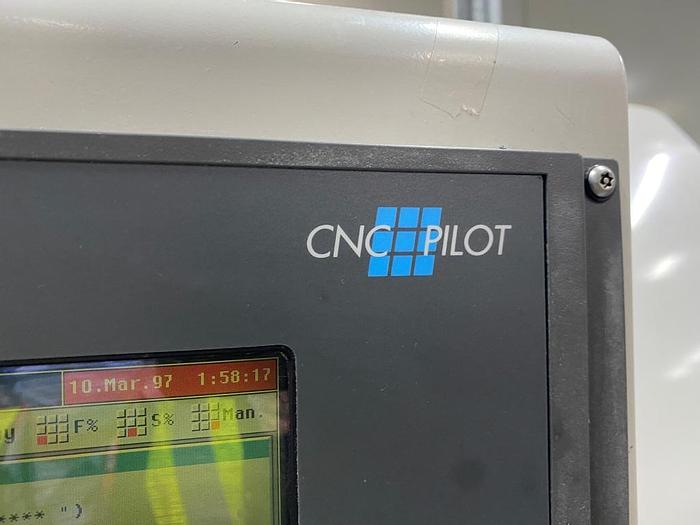 CNC PILOT
10.Mar.97 1:58:17
y F% S% Man.
**** ")